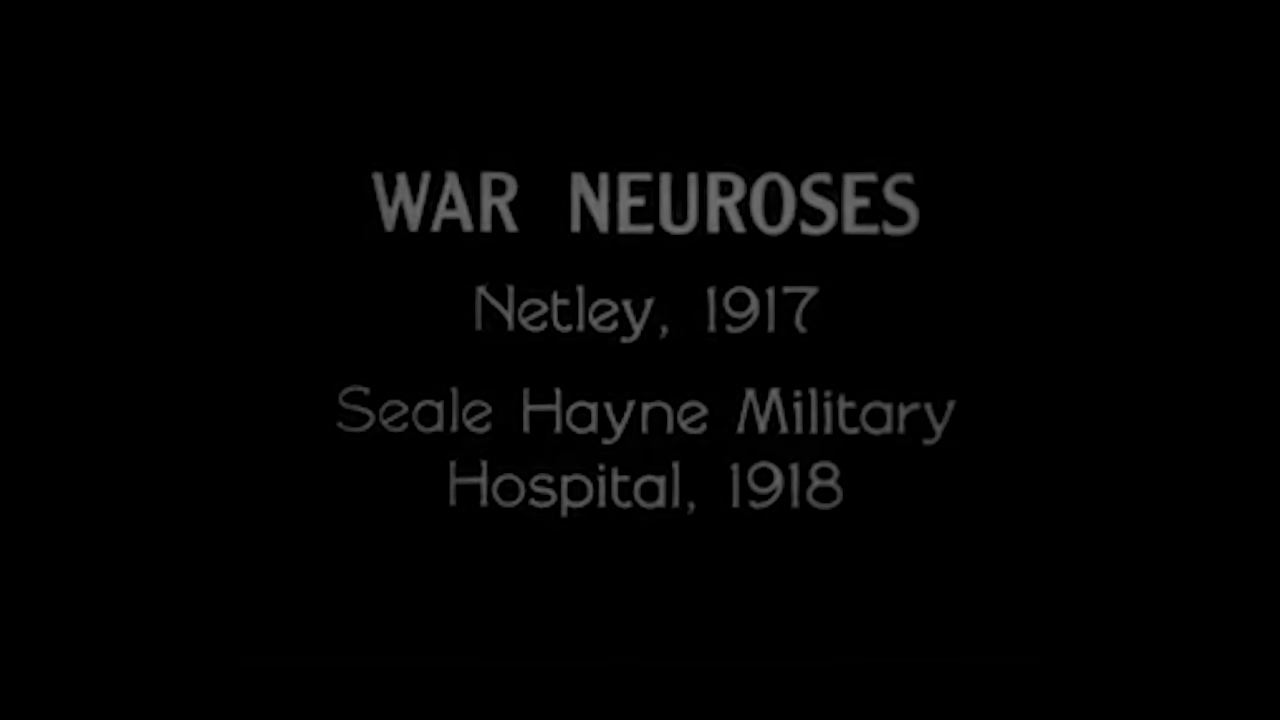 WAR NEUROSES
Netley, 1917
Seale Hayne Military
Hospital, 1918